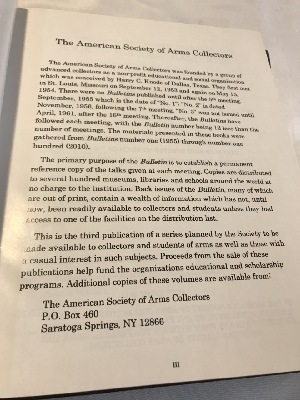 The American Society of Arms Collectors
The American Society of Arms Collectors was founded by a group of
advanced collectors as a nonprofit educational and social organization
which was conceived by Harry C. Knode of Dallas, Texas. They first met
in St. Louis, Missouri on September 12, 1953 and again on May 15,
1954. There were no Bulletins published until after the 5th meeting,
September, 1955 which is the date of "No. 1". "No. 2" is dated
November, 1956, following the 7th meeting. "No. 3" was not issued until
April, 1961, after the 16th meeting. Thereafter, the Bulletins have
followed each meeting, with the Bulletin number being 13 less than the
number of meetings. The materials presented in these books were
gathered from Bulletins number one (1955) through number one
hundred (2010).
The primary purpose of the Bulletin is to establish a permanent
reference copy of the talks given at each meeting. Copies are distributed
to several hundred museums, libraries and schools around the world at
no charge to the institution. Back issues of the Bulletin, many of which
are out of print, contain a wealth of information which has not, until
now, been readily available to collectors and students unless they had
access to one of the facilities on the distribution list.
This is the third publication of a series planned by the Society to be
made available to collectors and students of arms as well as those with
a casual interest in such subjects. Proceeds from the sale of these
publications help fund the organizations educational and scholarship
programs. Additional copies of these volumes are available from:
The American Society of Arms Collectors
P.O. Box 460
Saratoga Springs, NY 12866
III